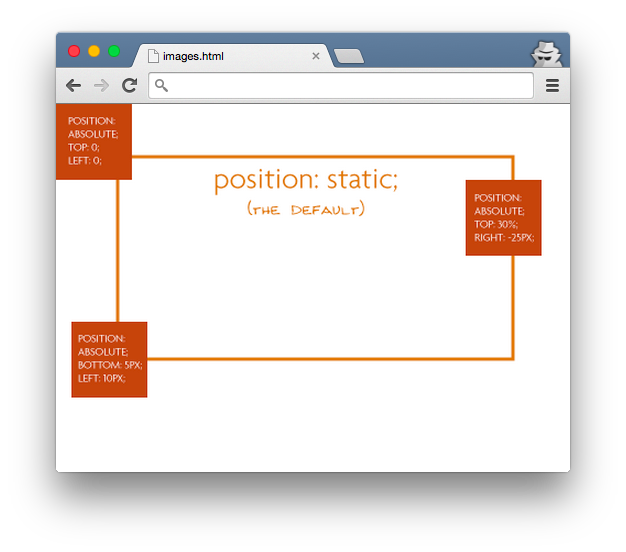 images.html
POSITION:
ABSOLUTE;
TOP: 0;
LEFT: 0;
position: static;
(THE DEFAULT)
POSITION:
ABSOLUTE;
TOP: 30%;
RIGHT: -25PX;
POSITION:
ABSOLUTE;
BOTTOM: 5PX;
LEFT: 10PX;